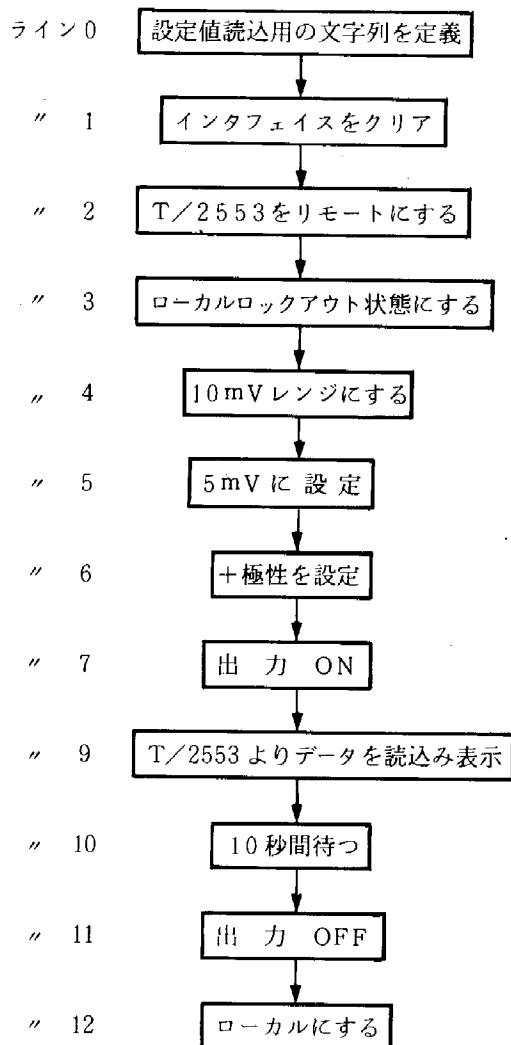 ライン0 設定値読込用の文字列を定義
〃 1 インタフェイスをクリア
〃 2 T／2553をリモートにする
〃 3 ローカルロックアウト状態にする
〃 4 10mVレンジにする
〃 5 5mVに 設 定
〃 6 ＋極性を設定
〃 7 出 力 ON
〃 9 T／2553よりデータを読込み表示
〃 10 10秒間待つ
〃 11 出 力 OFF
〃 12 ローカルにする